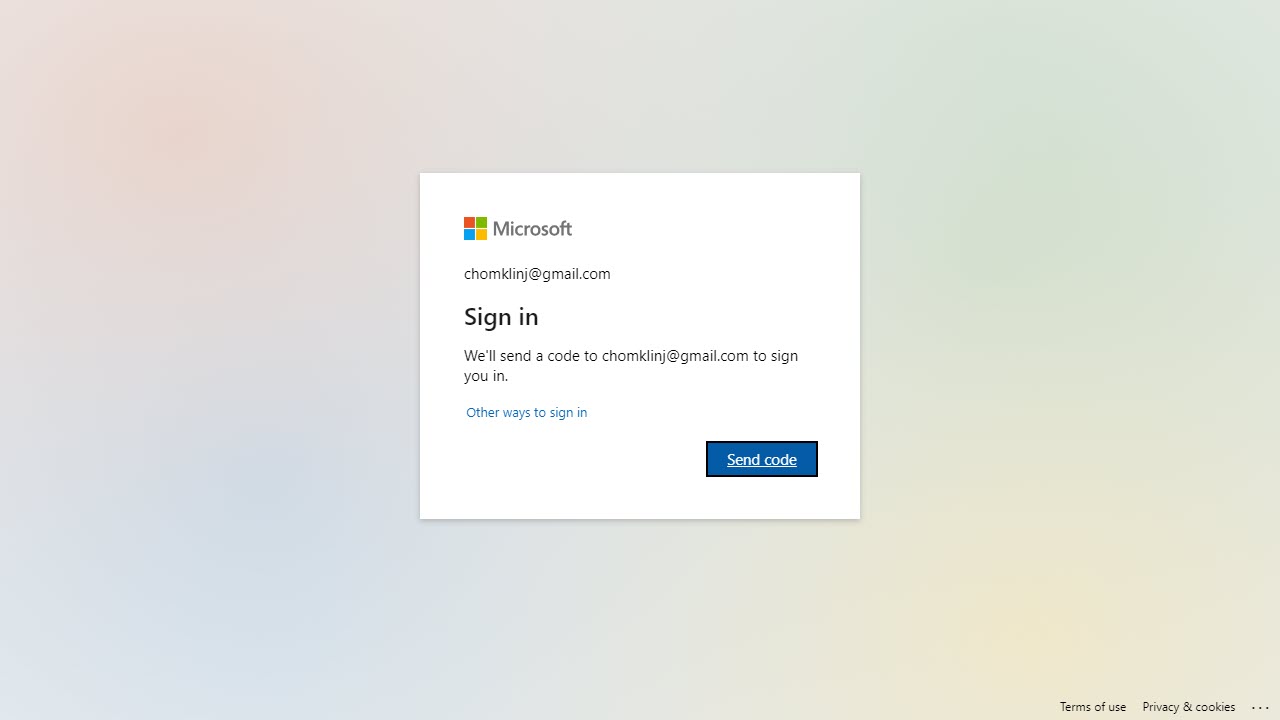 Microsoft
chomklinj@gmail.com
Sign in
We'll send a code to chomklinj@gmail.com to sign
you in.
Other ways to sign in
Send code
Terms of use Privacy & cookies ...